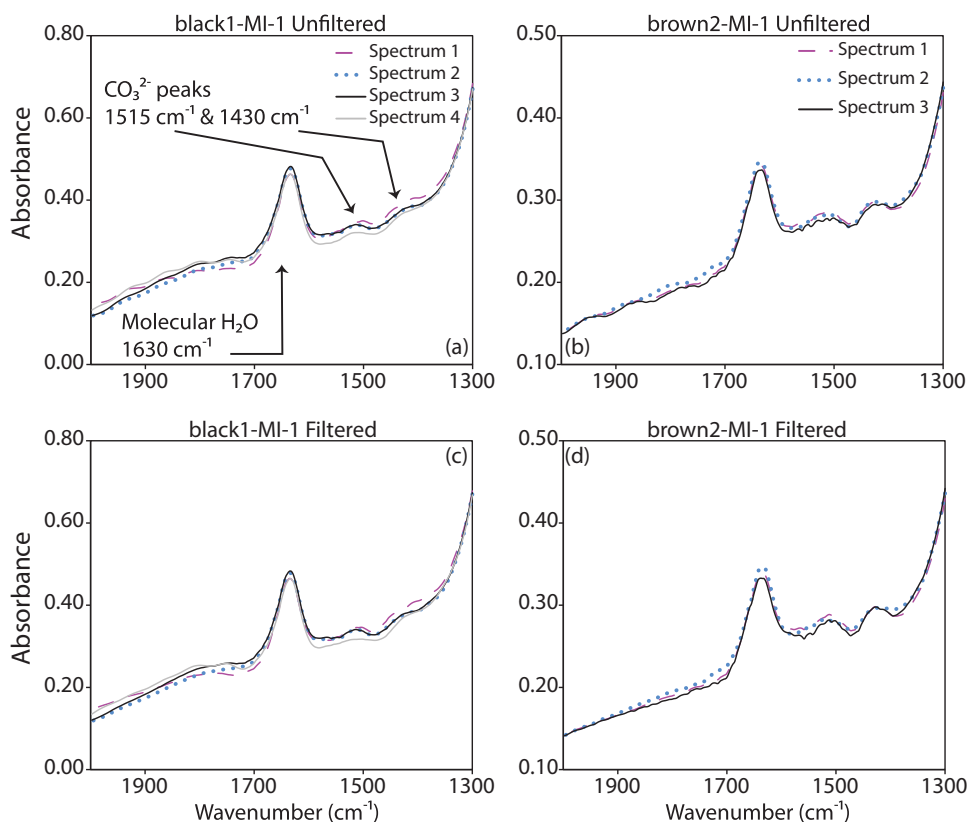 black1-MI-1 Unfiltered
Absorbance
0.80
0.60
0.40
0.20
0.00
1900
1700
1500
1300
Spectrum 1
Spectrum 2
Spectrum 3
Spectrum 4
CO₃²⁻ peaks
1515 cm⁻¹ & 1430 cm⁻¹
Molecular H₂O
1630 cm⁻¹
(a)
brown2-MI-1 Unfiltered
0.50
0.40
0.30
0.20
0.10
1900
1700
1500
1300
Spectrum 1
Spectrum 2
Spectrum 3
(b)
black1-MI-1 Filtered
Absorbance
0.80
0.60
0.40
0.20
0.00
(c)
1900
1700
1500
1300
Wavenumber (cm⁻¹)
brown2-MI-1 Filtered
0.50
0.40
0.30
0.20
0.10
(d)
1900
1700
1500
1300
Wavenumber (cm⁻¹)